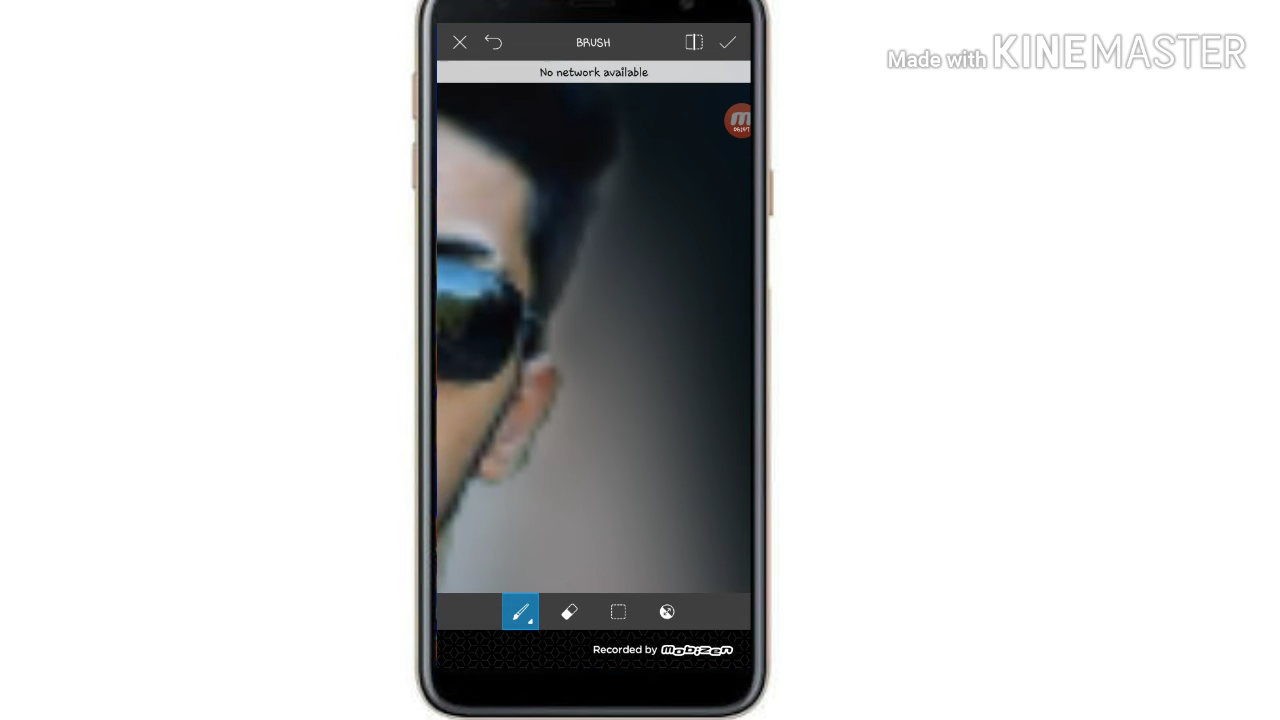 BRUSH
Made with KINEMASTER
No network available
Recorded by Mobizen